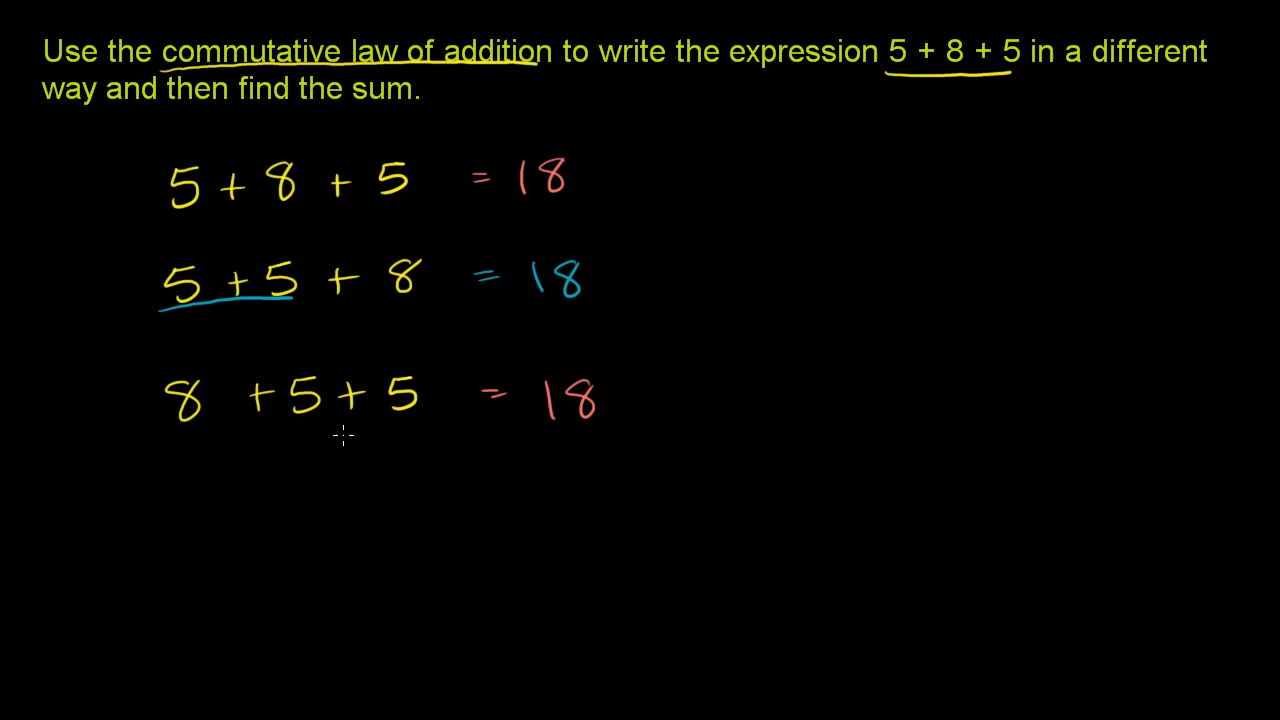 Use the commutative law of addition to write the expression 5 + 8 + 5 in a different
way and then find the sum.
5 + 8 + 5 = 18
5 + 5 + 8 = 18
8 + 5 + 5 = 18